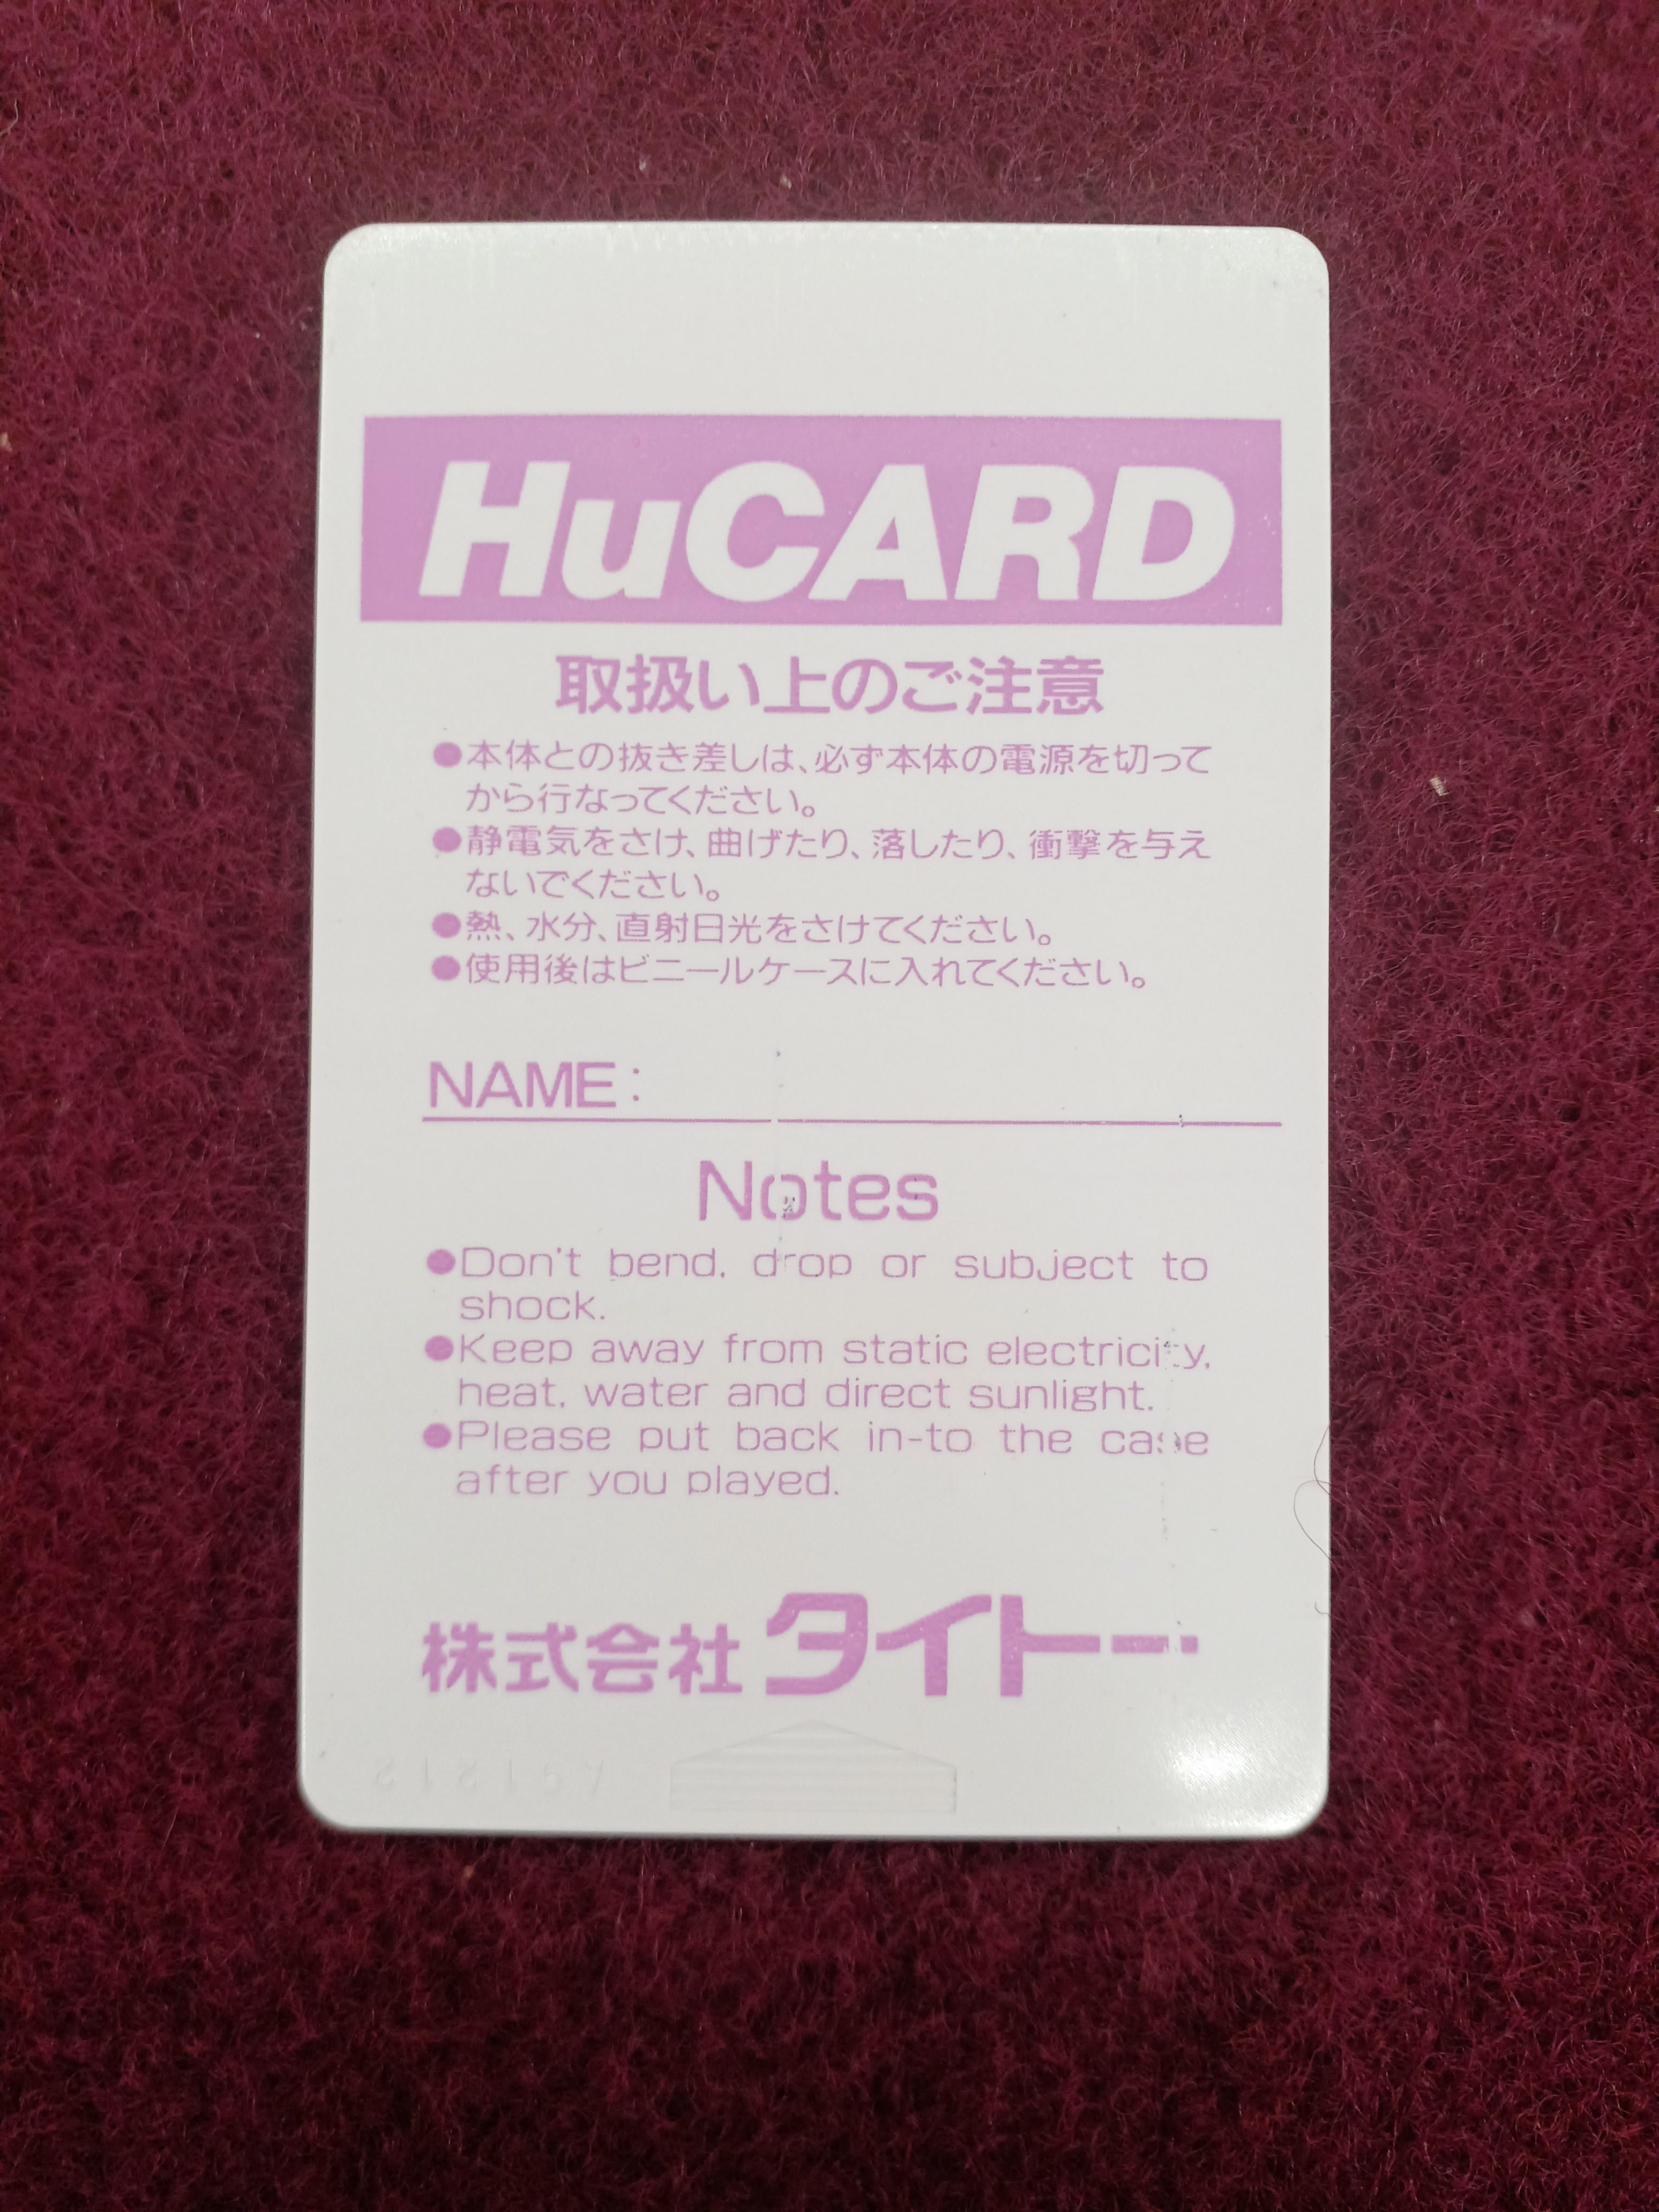 HuCARD
取扱い上のご注意
●本体との抜き差しは、必ず本体の電源を切って
から行なってください。
●静電気をさけ、曲げたり、落したり、衝撃を与え
ないでください。
●熱、水分、直射日光をさけてください。
●使用後はビニールケースに入れてください。
NAME:
Notes
●Don't bend, drop or subject to
shock.
●Keep away from static electricity,
heat, water and direct sunlight.
●Please put back in-to the case
after you played.
株式会社タイトー